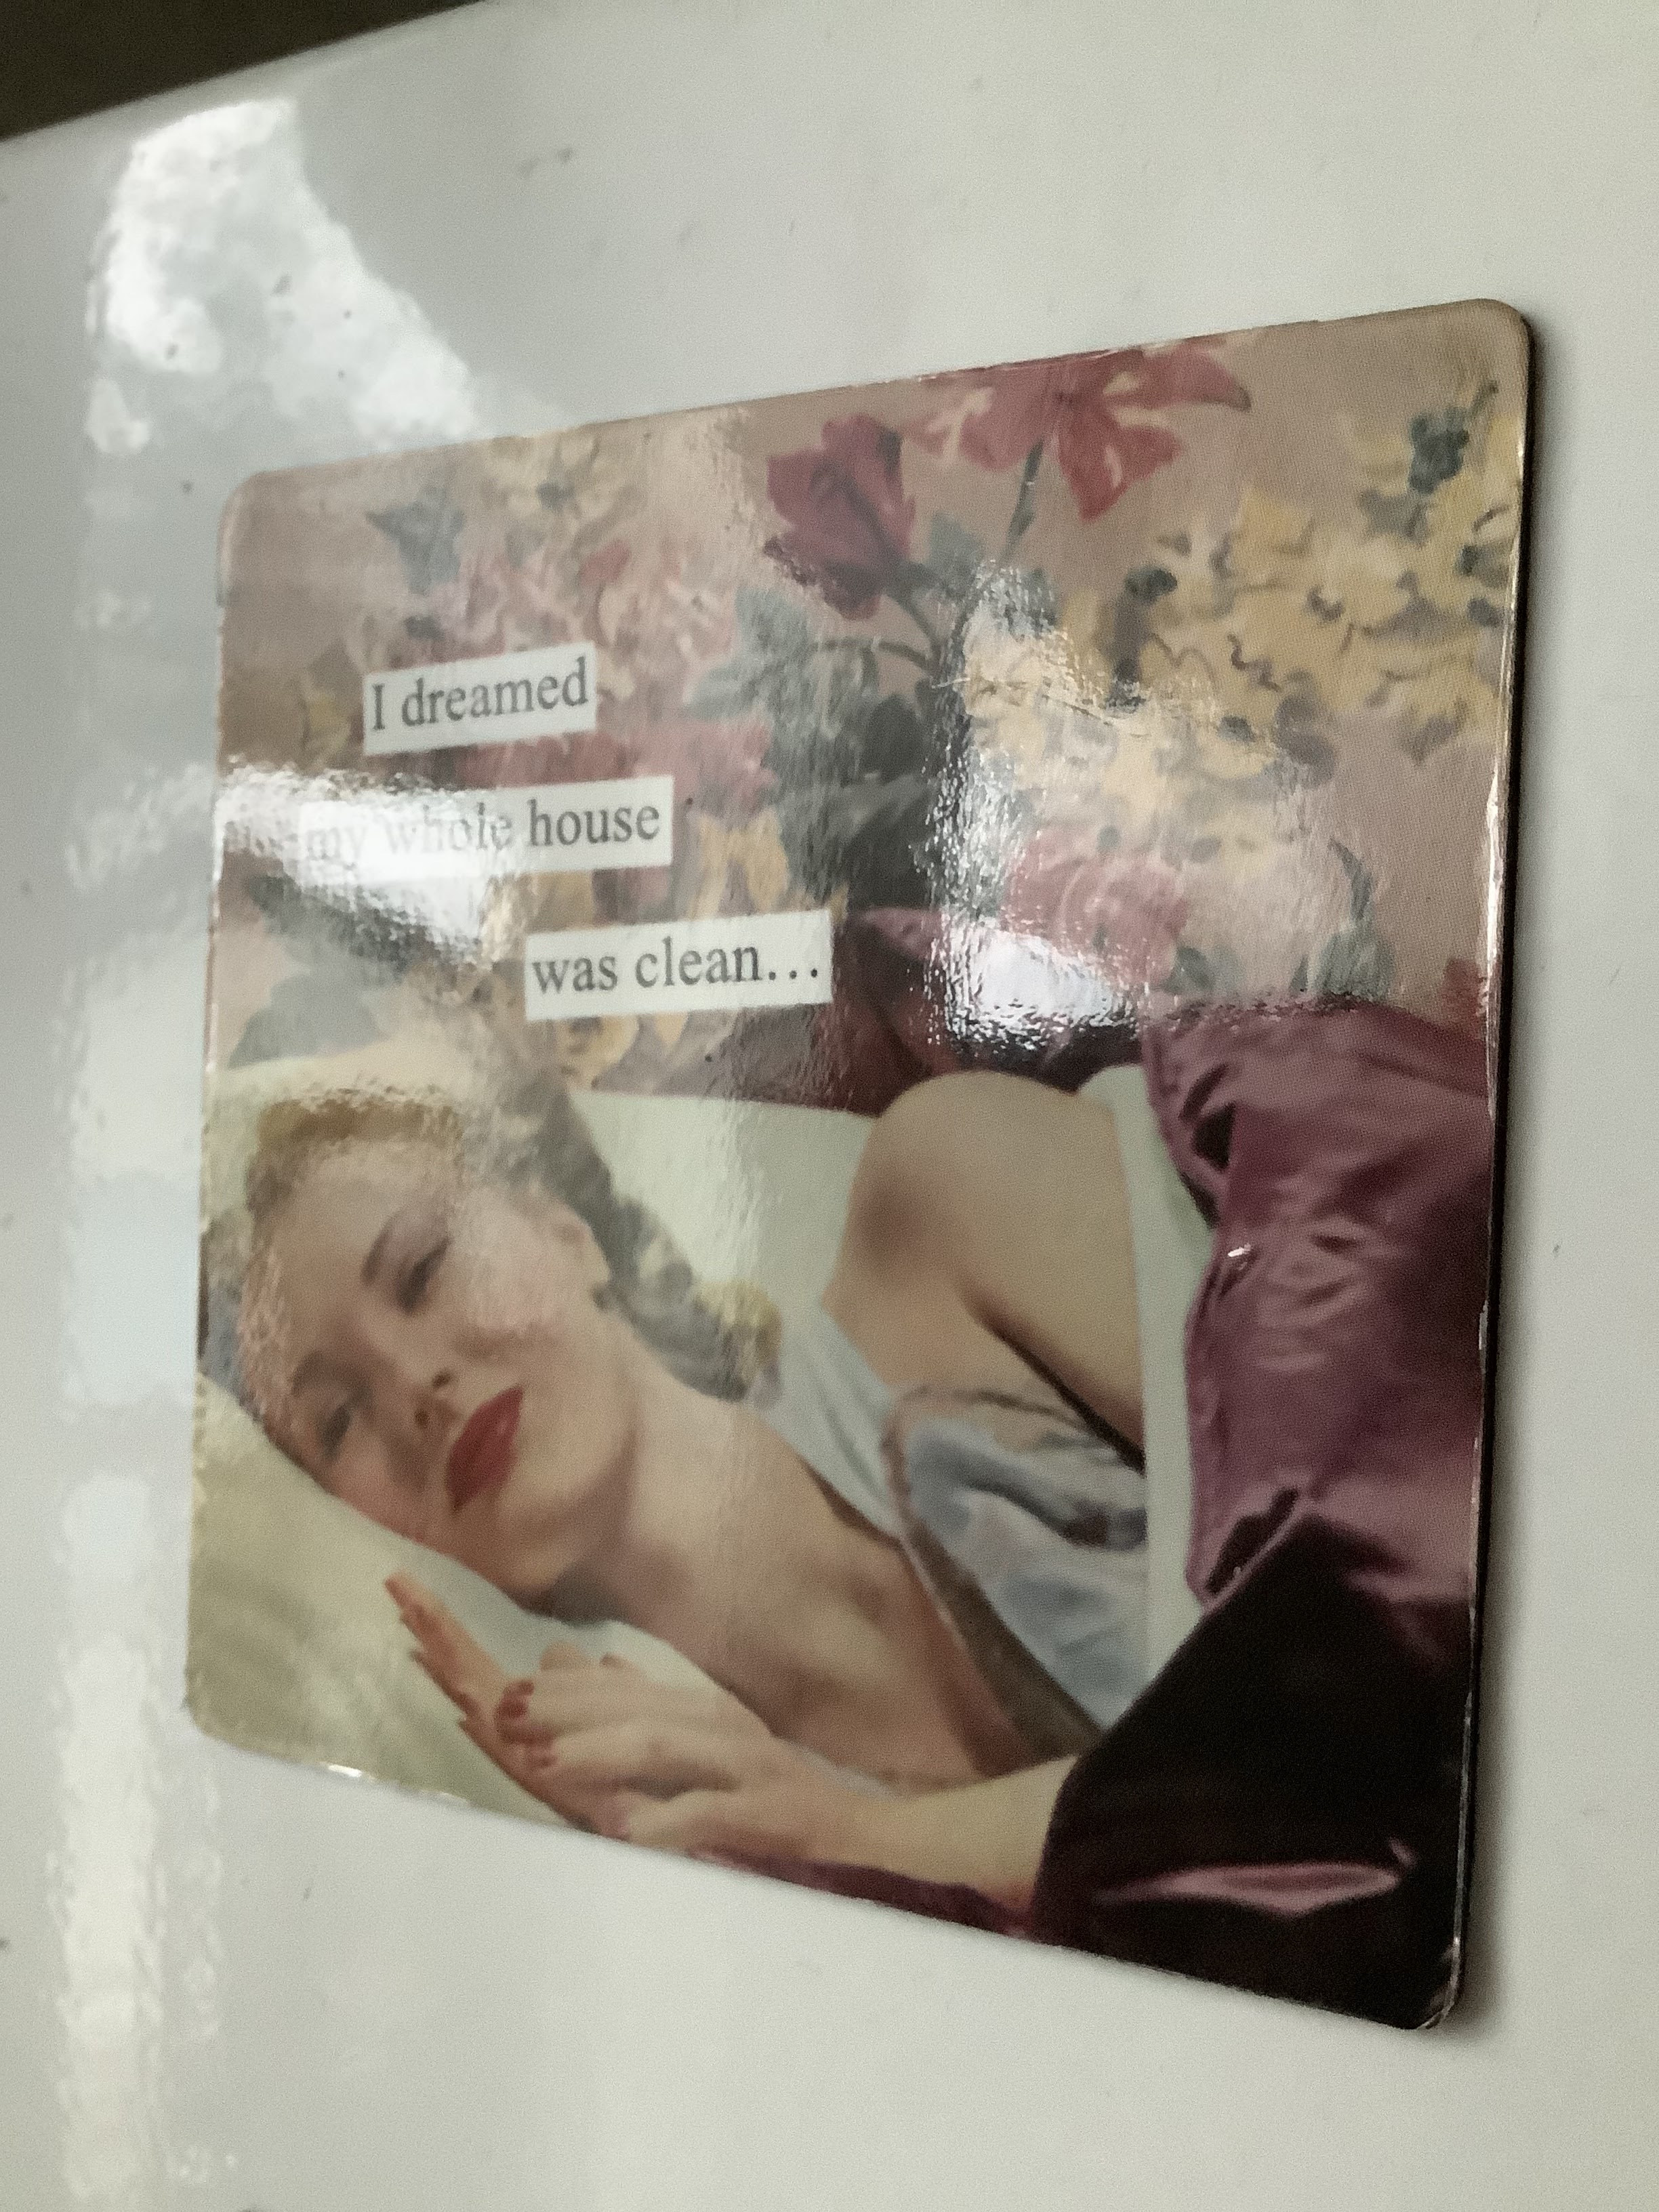 I dreamed
my whole house
was clean...